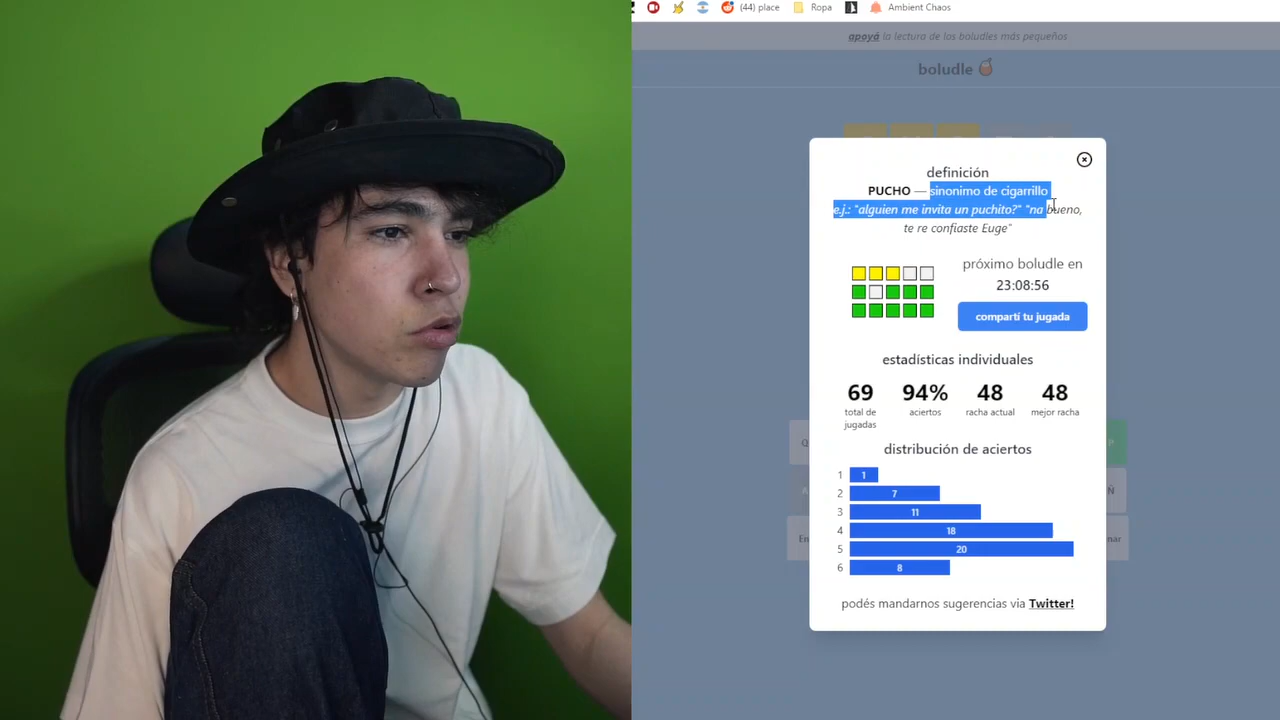 (44) place
Ropa
Ambient Chaos
apoyá la lectura de los boludles más pequeños
boludle
definición
PUCHO — sinonimo de cigarrillo
e.j.: "alguien me invita un puchito?" "na bueno,
te re confiaste Euge"
próximo boludle en
23:08:56
compartí tu jugada
estadísticas individuales
69 94% 48 48
total de jugadas aciertos racha actual mejor racha
distribución de aciertos
1 1
2 7
3 11
4 18
5 20
6 8
podés mandarnos sugerencias via Twitter!
Q P
Ñ
En nar